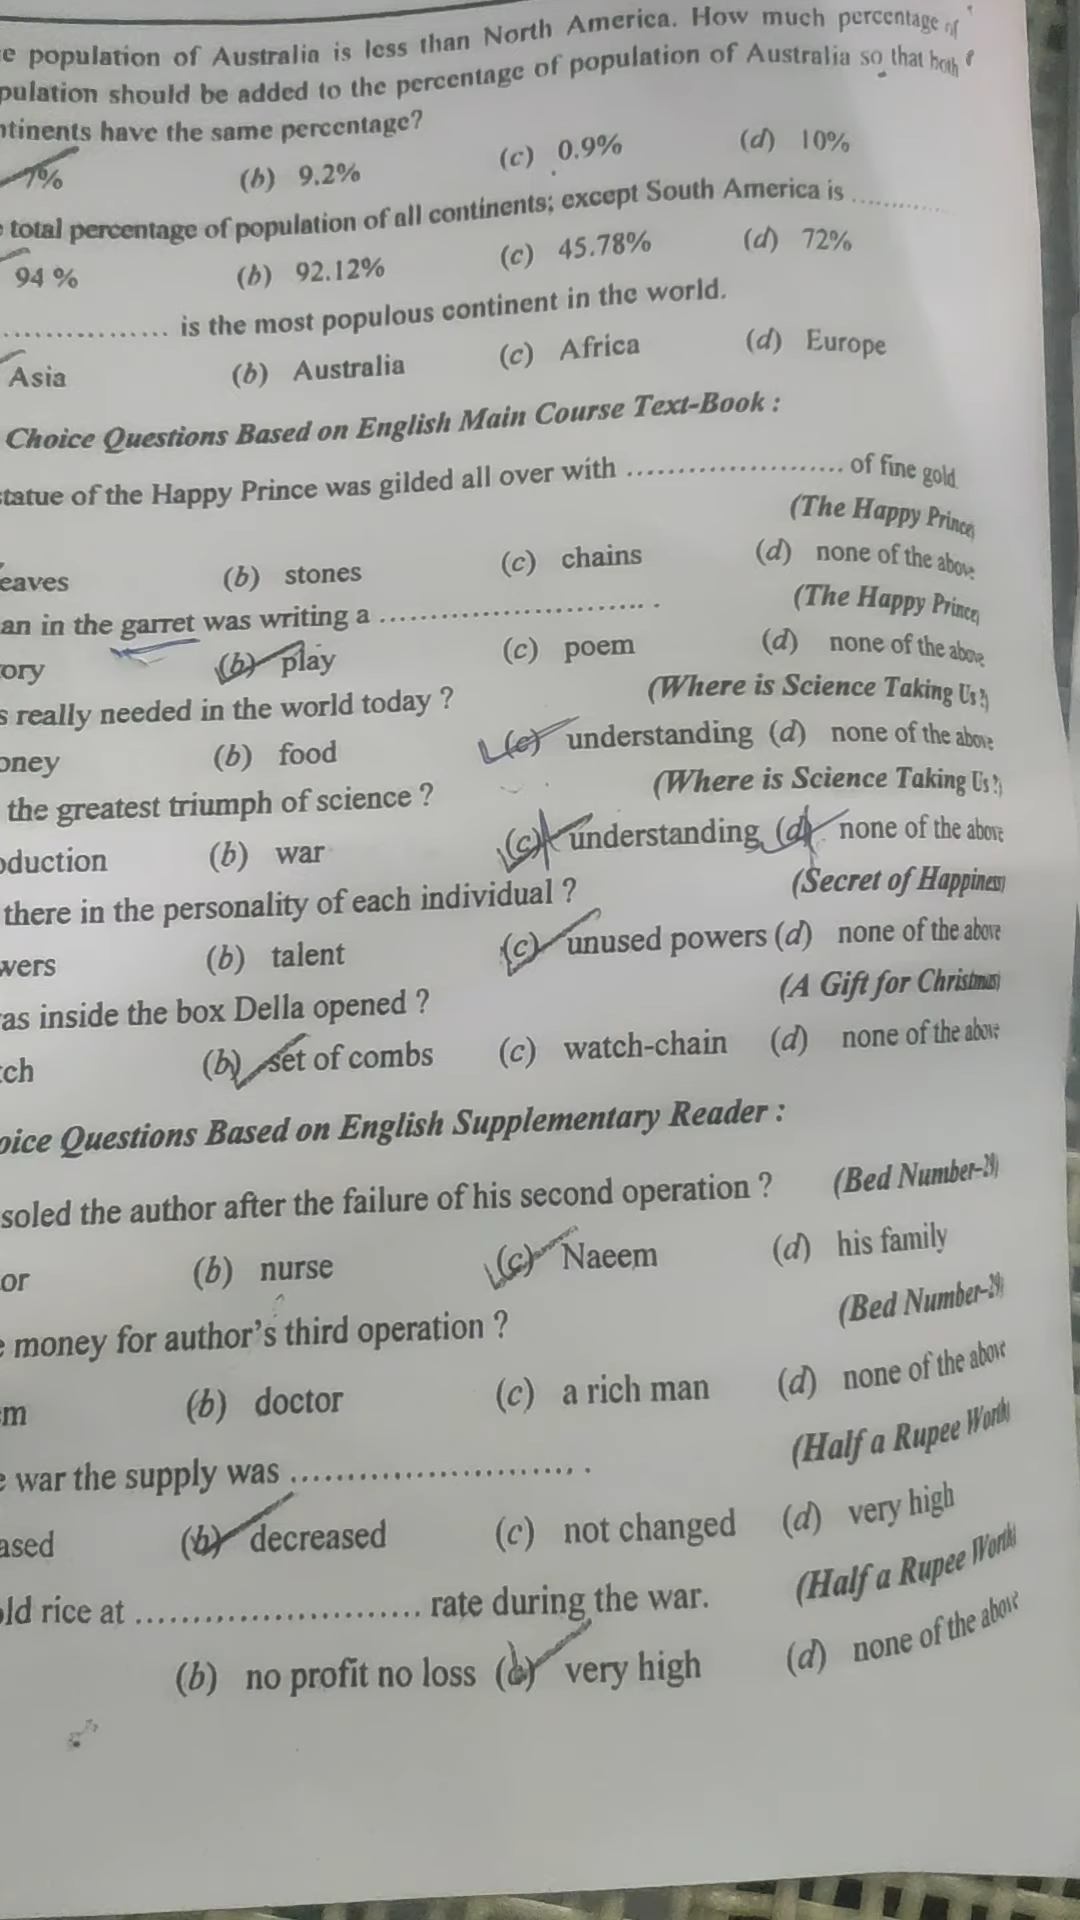 population of Australia is less than North America. How much percentage of
pulation should be added to the percentage of population of Australia so that both
ntinents have the same percentage?
7% (b) 9.2% (c) 0.9% (d) 10%
total percentage of population of all continents; except South America is ............
94 % (b) 92.12% (c) 45.78% (d) 72%
................ is the most populous continent in the world.
Asia (b) Australia (c) Africa (d) Europe
Choice Questions Based on English Main Course Text-Book :
statue of the Happy Prince was gilded all over with ...................... of fine gold.
(The Happy Prince)
eaves (b) stones (c) chains (d) none of the above
an in the garret was writing a ............................
(The Happy Prince)
ory (b) play (c) poem (d) none of the above
s really needed in the world today ? (Where is Science Taking Us?)
oney (b) food (c) understanding (d) none of the above
the greatest triumph of science ? (Where is Science Taking Us?)
oduction (b) war (c) understanding (d) none of the above
there in the personality of each individual ? (Secret of Happiness)
wers (b) talent (c) unused powers (d) none of the above
as inside the box Della opened ? (A Gift for Christmas)
tch (b) set of combs (c) watch-chain (d) none of the above
oice Questions Based on English Supplementary Reader :
soled the author after the failure of his second operation ? (Bed Number-29)
or (b) nurse (c) Naeem (d) his family
e money for author's third operation ? (Bed Number-29)
m (b) doctor (c) a rich man (d) none of the above
e war the supply was ............................ (Half a Rupee Worth)
ased (b) decreased (c) not changed (d) very high
old rice at .......................... rate during the war. (Half a Rupee Worth)
(b) no profit no loss (c) very high (d) none of the above